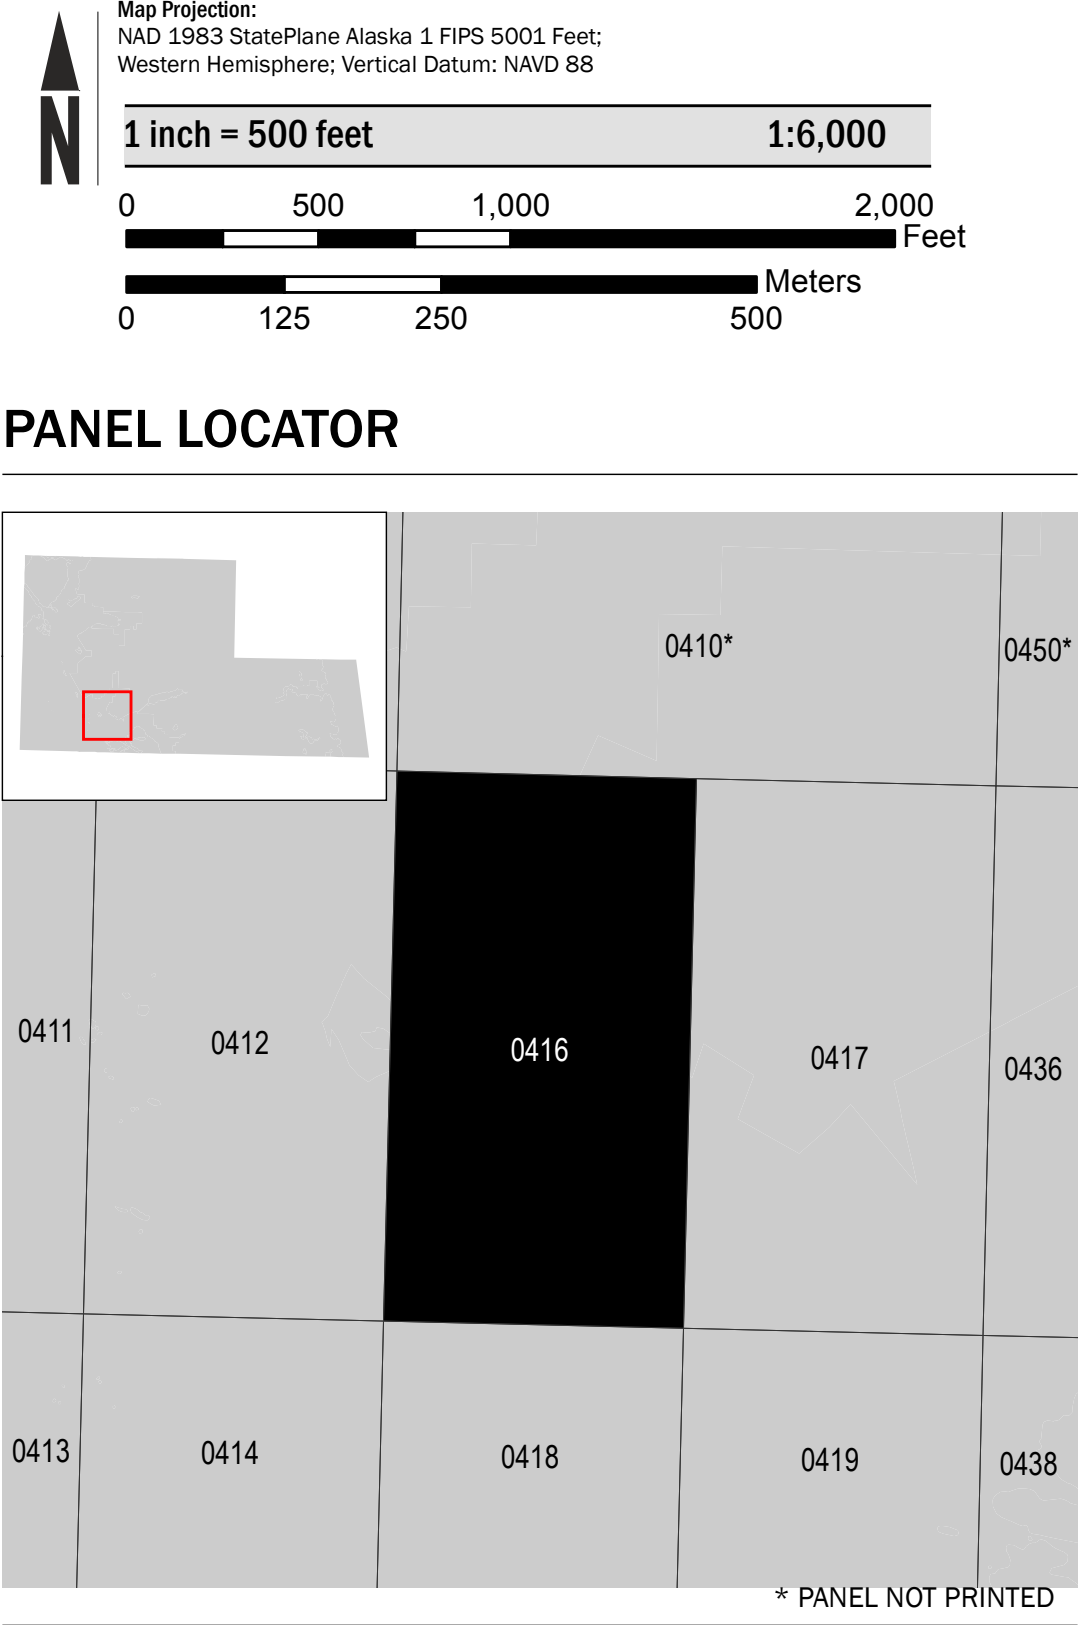 Map Projection:
NAD 1983 StatePlane Alaska 1 FIPS 5001 Feet;
Western Hemisphere; Vertical Datum: NAVD 88
N
1 inch = 500 feet 1:6,000
0 500 1,000 2,000
Feet
Meters
0 125 250 500
PANEL LOCATOR
0410* 0450*
0411 0412 0416 0417 0436
0413 0414 0418 0419 0438
* PANEL NOT PRINTED